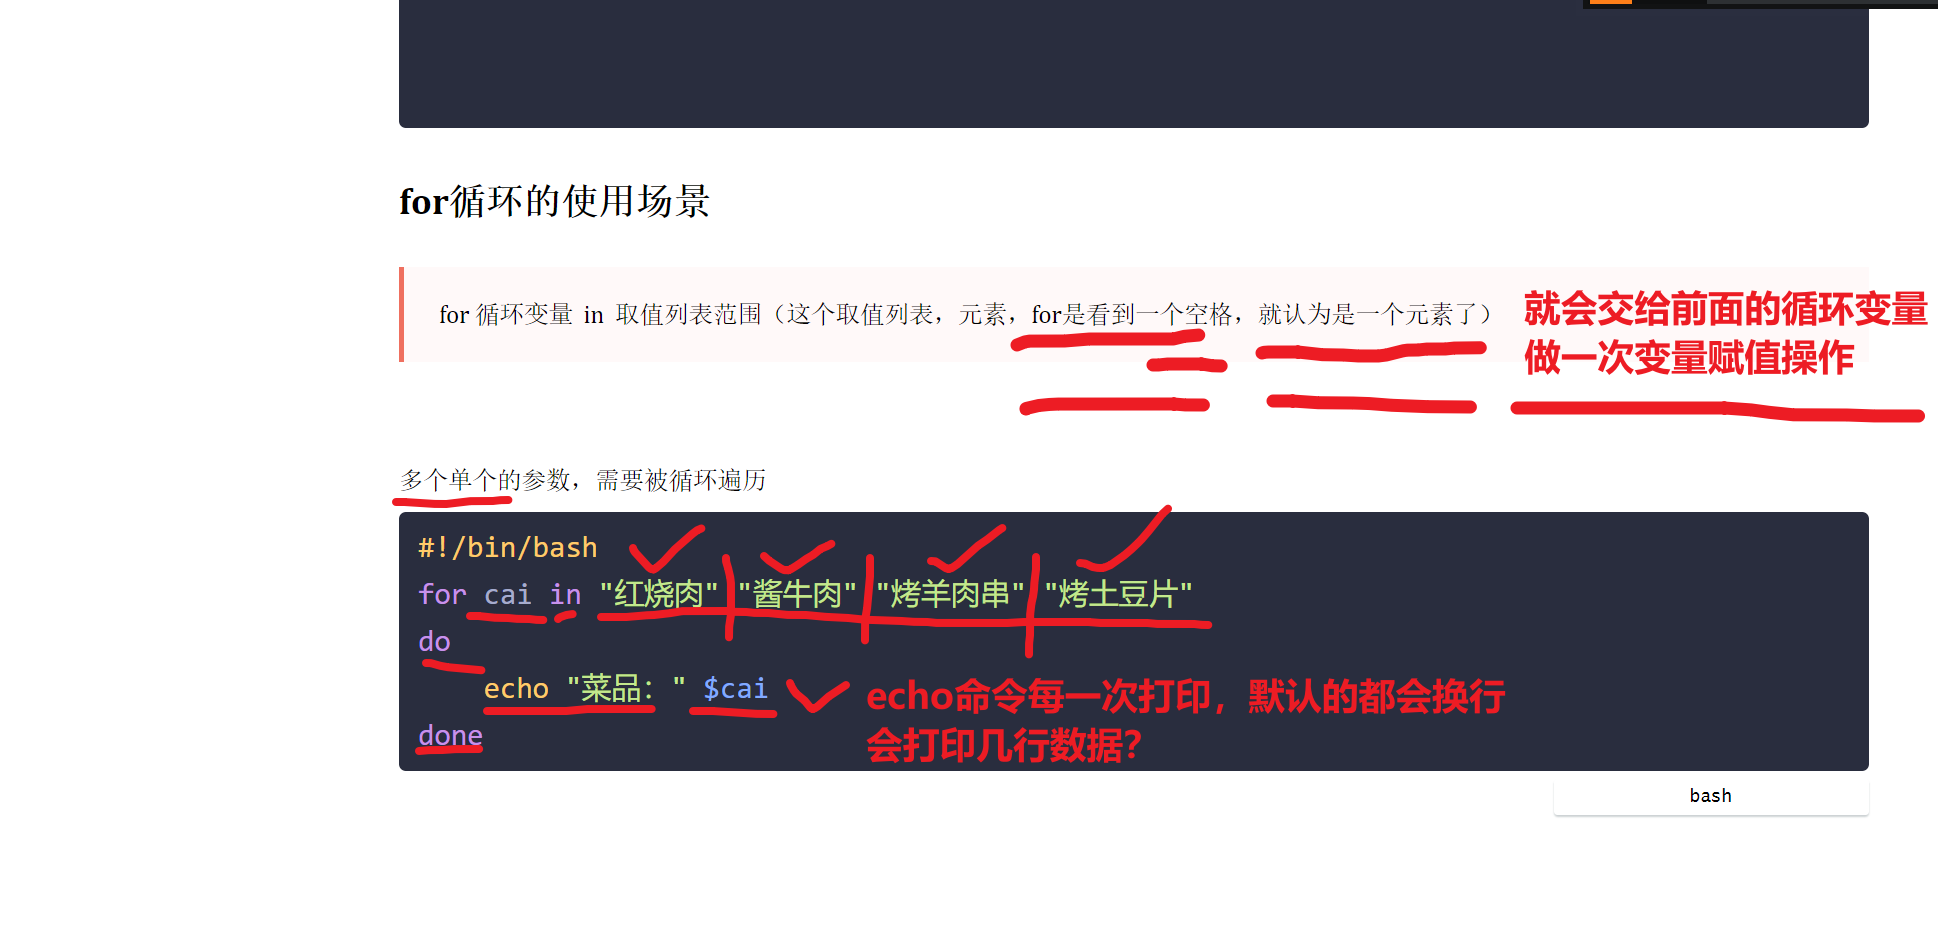 for循环的使用场景
for 循环变量 in 取值列表范围（这个取值列表，元素，for是看到一个空格，就认为是一个元素了）
就会交给前面的循环变量
做一次变量赋值操作
多个单个的参数，需要被循环遍历
#!/bin/bash
for cai in "红烧肉" "酱牛肉" "烤羊肉串" "烤土豆片"
do
echo "菜品：" $cai
done
echo命令每一次打印，默认的都会换行
会打印几行数据？
bash